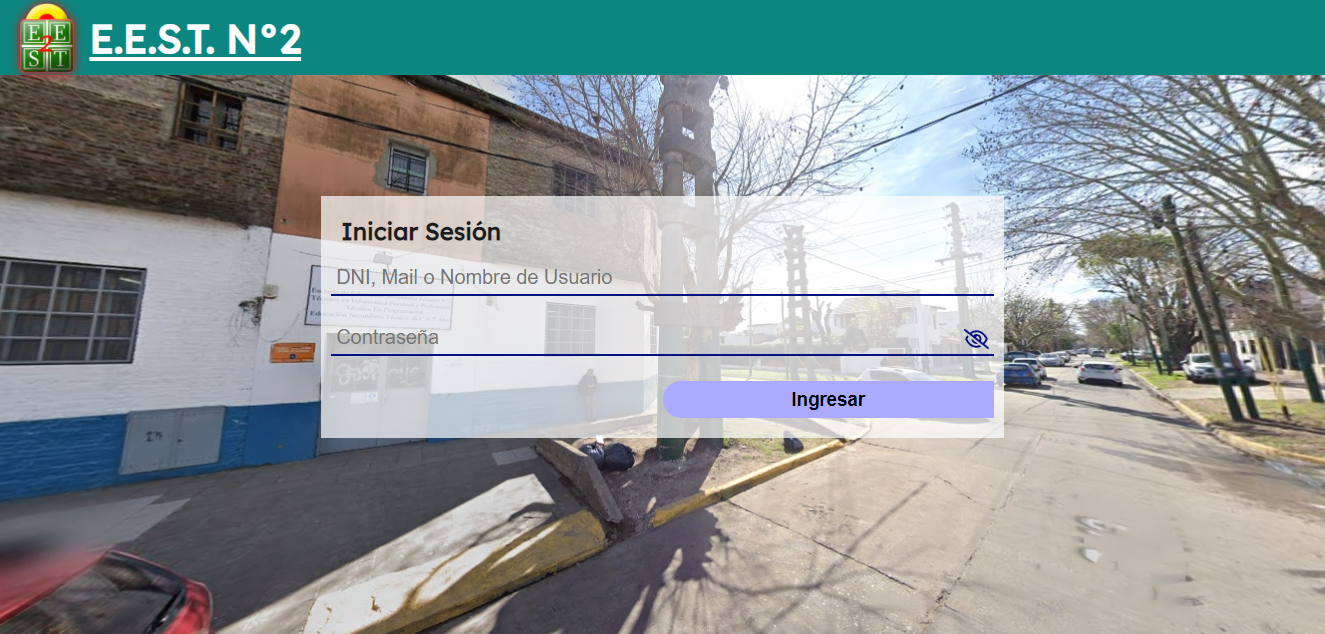 E E
2
S T
E.E.S.T. N°2
Iniciar Sesión
DNI, Mail o Nombre de Usuario
Contraseña
Ingresar